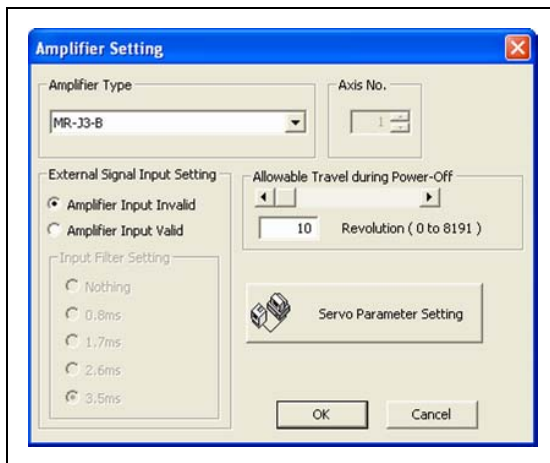 Amplifier Setting
Amplifier Type
MR-J3-B
Axis No.
1
External Signal Input Setting
Amplifier Input Invalid
Amplifier Input Valid
Input Filter Setting
Nothing
0.8ms
1.7ms
2.6ms
3.5ms
Allowable Travel during Power-Off
10 Revolution ( 0 to 8191 )
Servo Parameter Setting
OK
Cancel